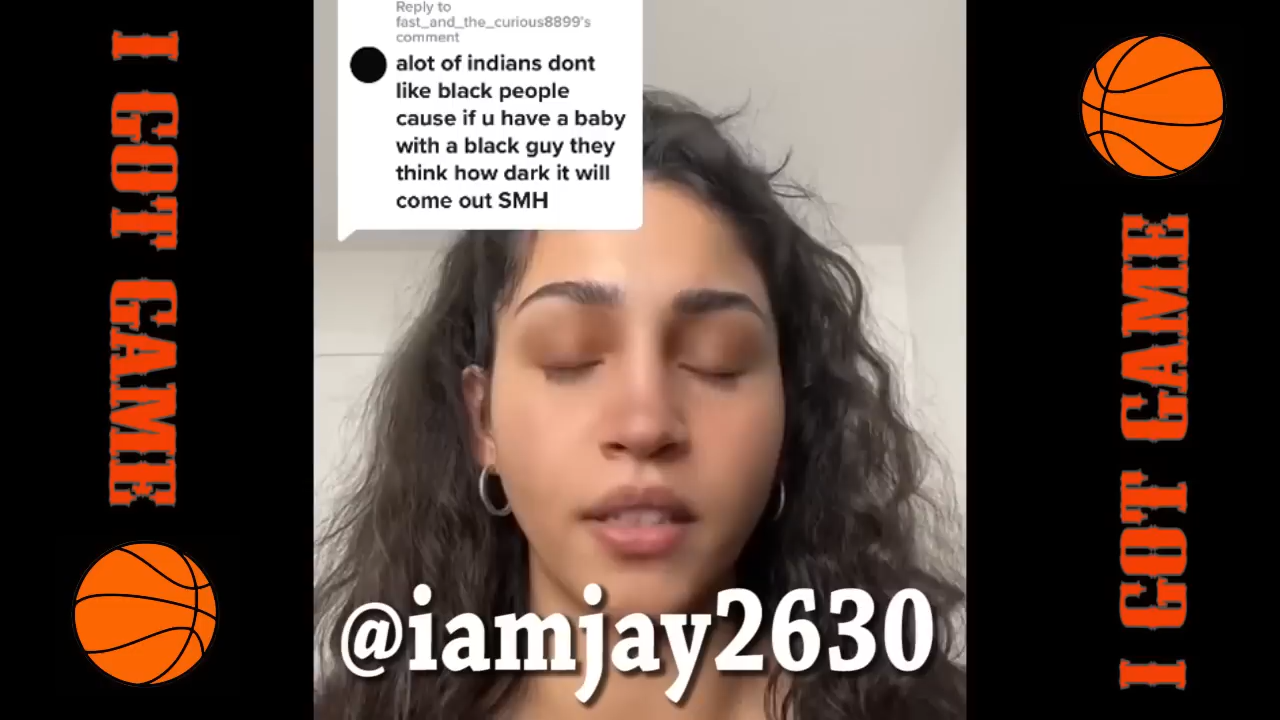 I GOT GAME
Reply to
fast_and_the_curious8899's
comment
alot of indians dont
like black people
cause if u have a baby
with a black guy they
think how dark it will
come out SMH
@iamjay2630
I GOT GAME